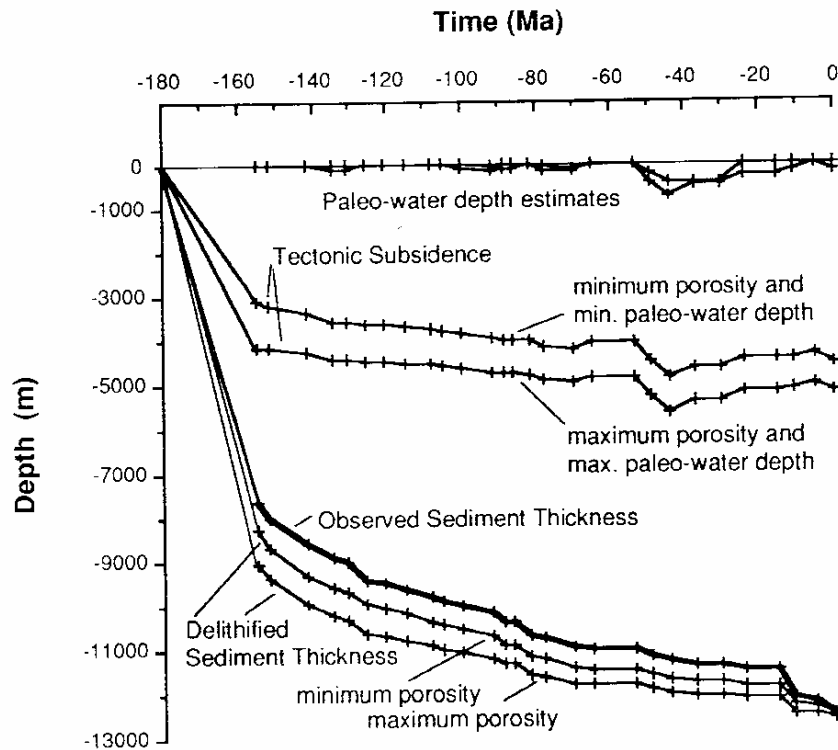 Time (Ma)
-180 -160 -140 -120 -100 -80 -60 -40 -20 0
0
-1000
-3000
-5000
-7000
-9000
-11000
-13000
Depth (m)
Paleo-water depth estimates
Tectonic Subsidence
minimum porosity and
min. paleo-water depth
maximum porosity and
max. paleo-water depth
Observed Sediment Thickness
Delithified
Sediment Thickness
minimum porosity
maximum porosity